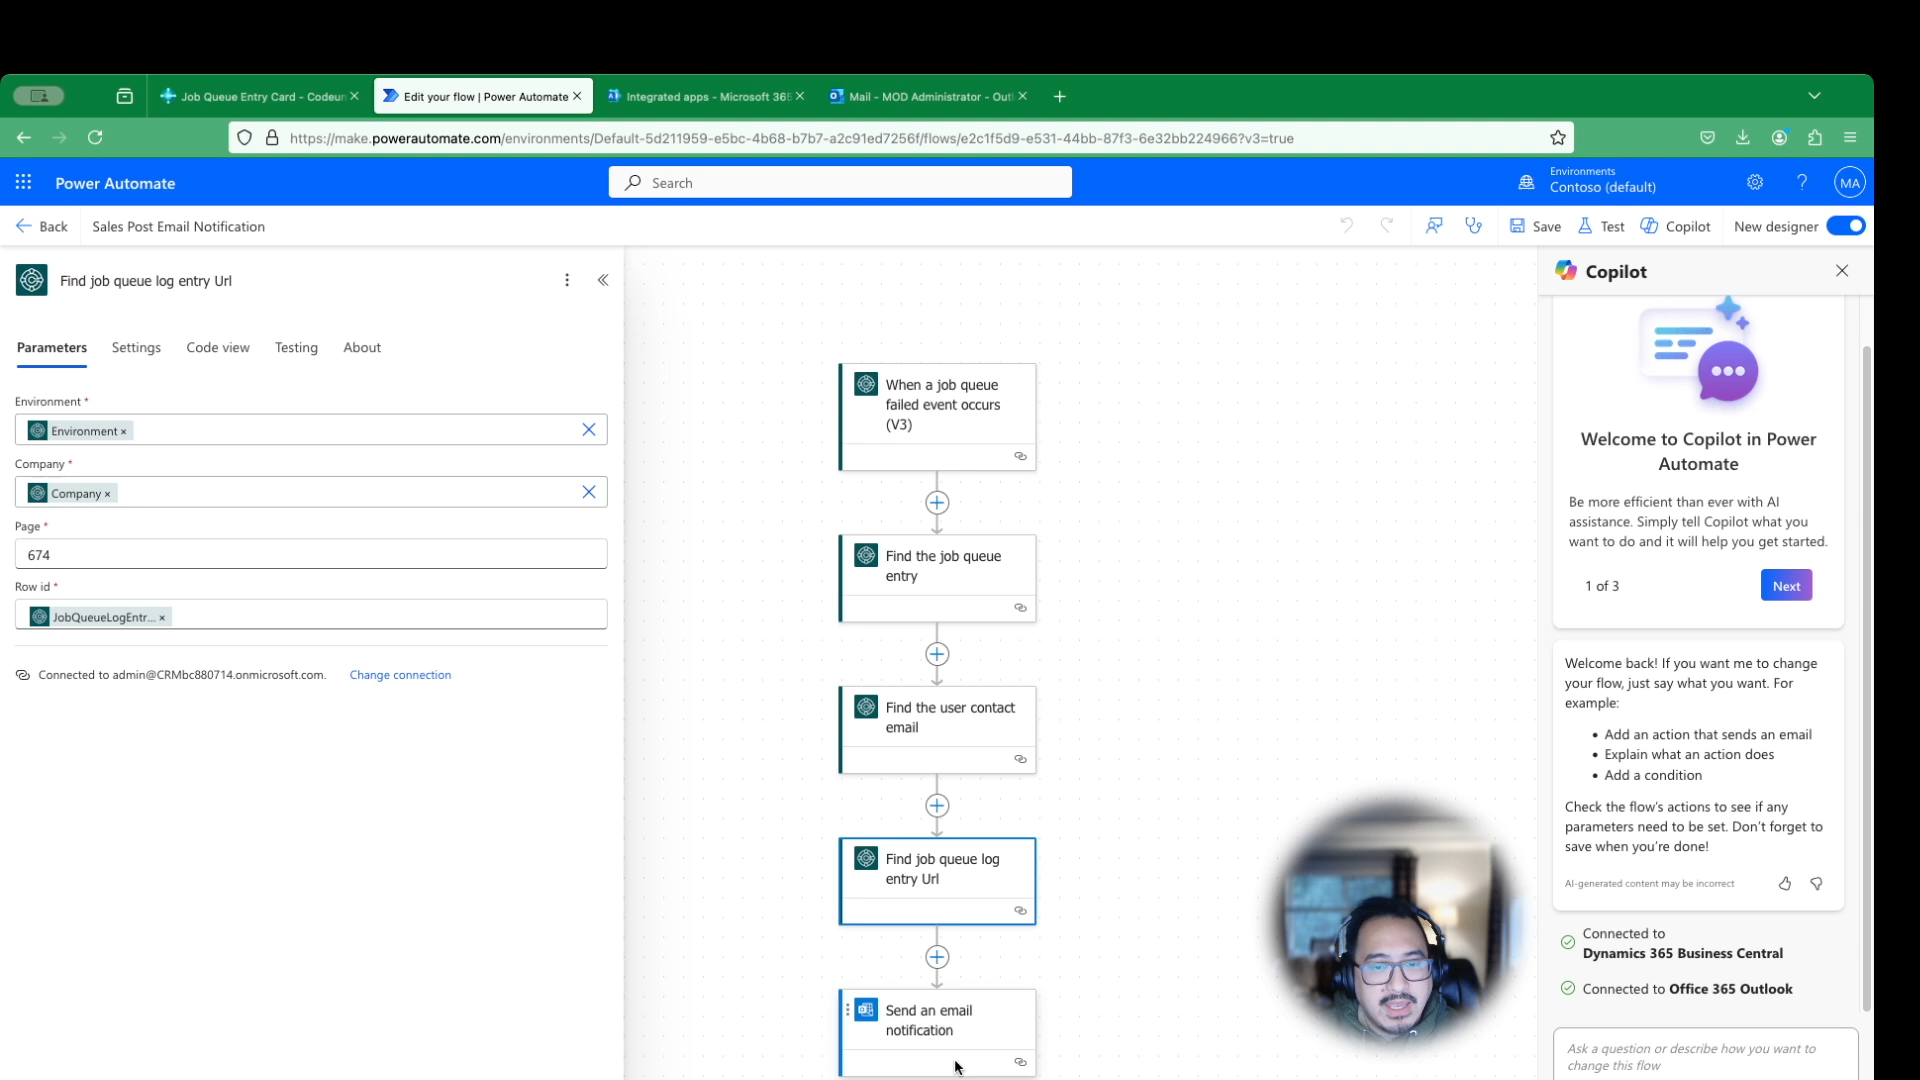 Job Queue Entry Card - Codeun
Edit your flow | Power Automate
Integrated apps - Microsoft 365
Mail - MOD Administrator - Outl
https://make.powerautomate.com/environments/Default-5d211959-e5bc-4b68-b7b7-a2c91ed7256f/flows/e2c1f5d9-e531-44bb-87f3-6e32bb224966?v3=true
Power Automate
Search
Environments
Contoso (default)
?
MA
Back
Sales Post Email Notification
Save
Test
Copilot
New designer
Find job queue log entry Url
Parameters
Settings
Code view
Testing
About
Environment *
Environment ×
Company *
Company ×
Page *
674
Row id *
JobQueueLogEntr... ×
Connected to admin@CRMbc880714.onmicrosoft.com.
Change connection
When a job queue
failed event occurs
(V3)
Find the job queue
entry
Find the user contact
email
Find job queue log
entry Url
Send an email
notification
Copilot
Welcome to Copilot in Power
Automate
Be more efficient than ever with AI
assistance. Simply tell Copilot what you
want to do and it will help you get started.
1 of 3
Next
Welcome back! If you want me to change
your flow, just say what you want. For
example:
• Add an action that sends an email
• Explain what an action does
• Add a condition
Check the flow's actions to see if any
parameters need to be set. Don't forget to
save when you're done!
AI-generated content may be incorrect
Connected to
Dynamics 365 Business Central
Connected to Office 365 Outlook
Ask a question or describe how you want to
change this flow